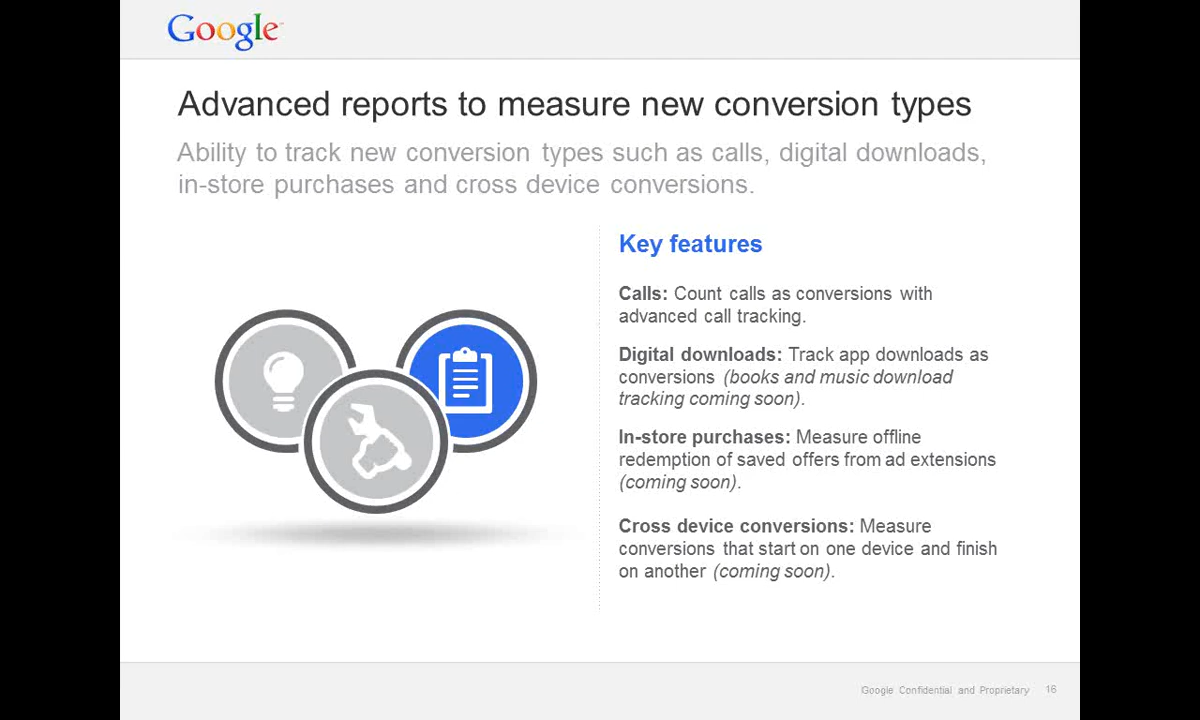 Google
Advanced reports to measure new conversion types
Ability to track new conversion types such as calls, digital downloads,
in-store purchases and cross device conversions.
Key features
Calls: Count calls as conversions with
advanced call tracking.
Digital downloads: Track app downloads as
conversions (books and music download
tracking coming soon).
In-store purchases: Measure offline
redemption of saved offers from ad extensions
(coming soon).
Cross device conversions: Measure
conversions that start on one device and finish
on another (coming soon).
Google Confidential and Proprietary 16